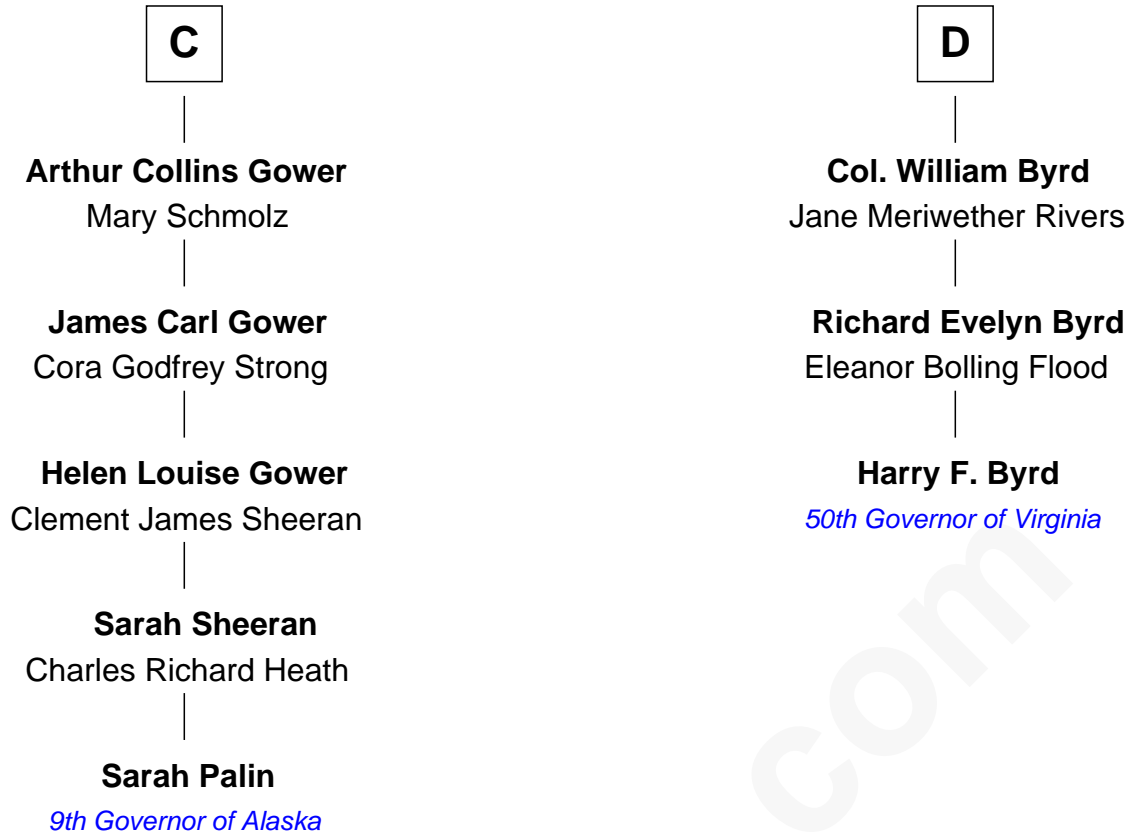 C
Arthur Collins Gower
Mary Schmolz
James Carl Gower
Cora Godfrey Strong
Helen Louise Gower
Clement James Sheeran
Sarah Sheeran
Charles Richard Heath
Sarah Palin
9th Governor of Alaska
D
Col. William Byrd
Jane Meriwether Rivers
Richard Evelyn Byrd
Eleanor Bolling Flood
Harry F. Byrd
50th Governor of Virginia
com